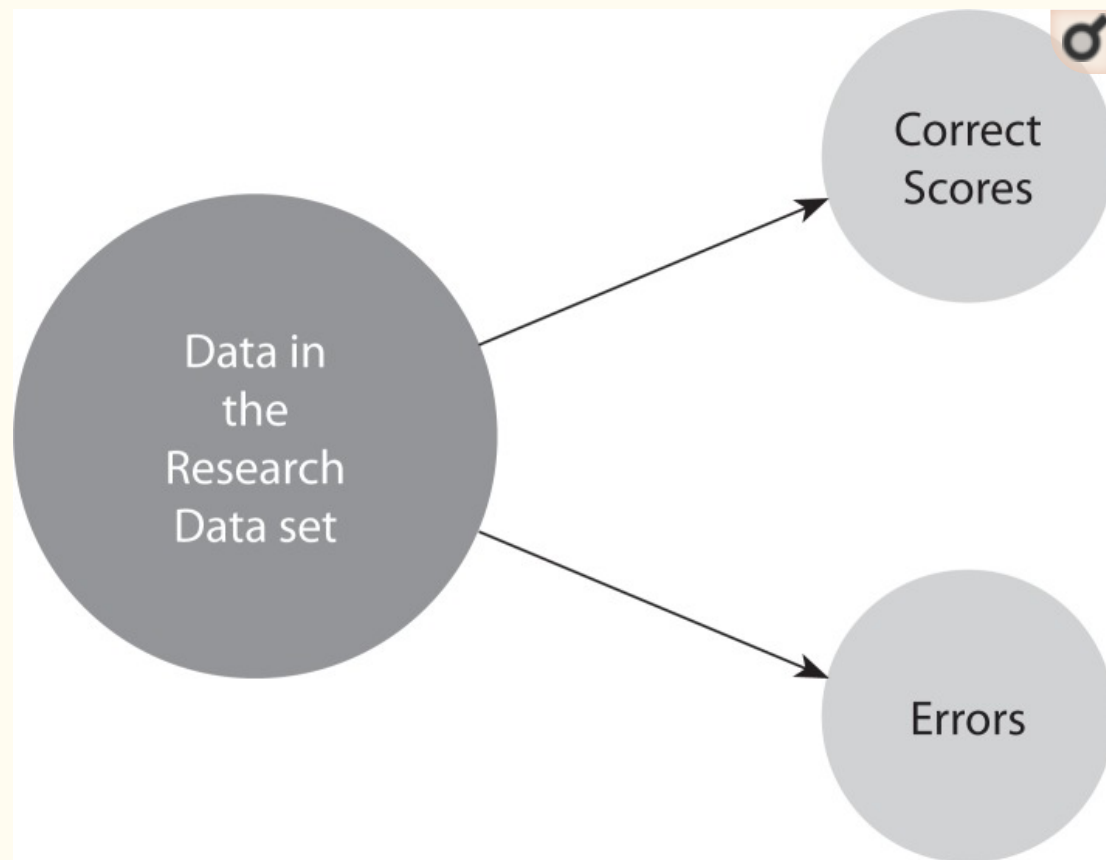 Correct
Scores
Data in
the
Research
Data set
Errors